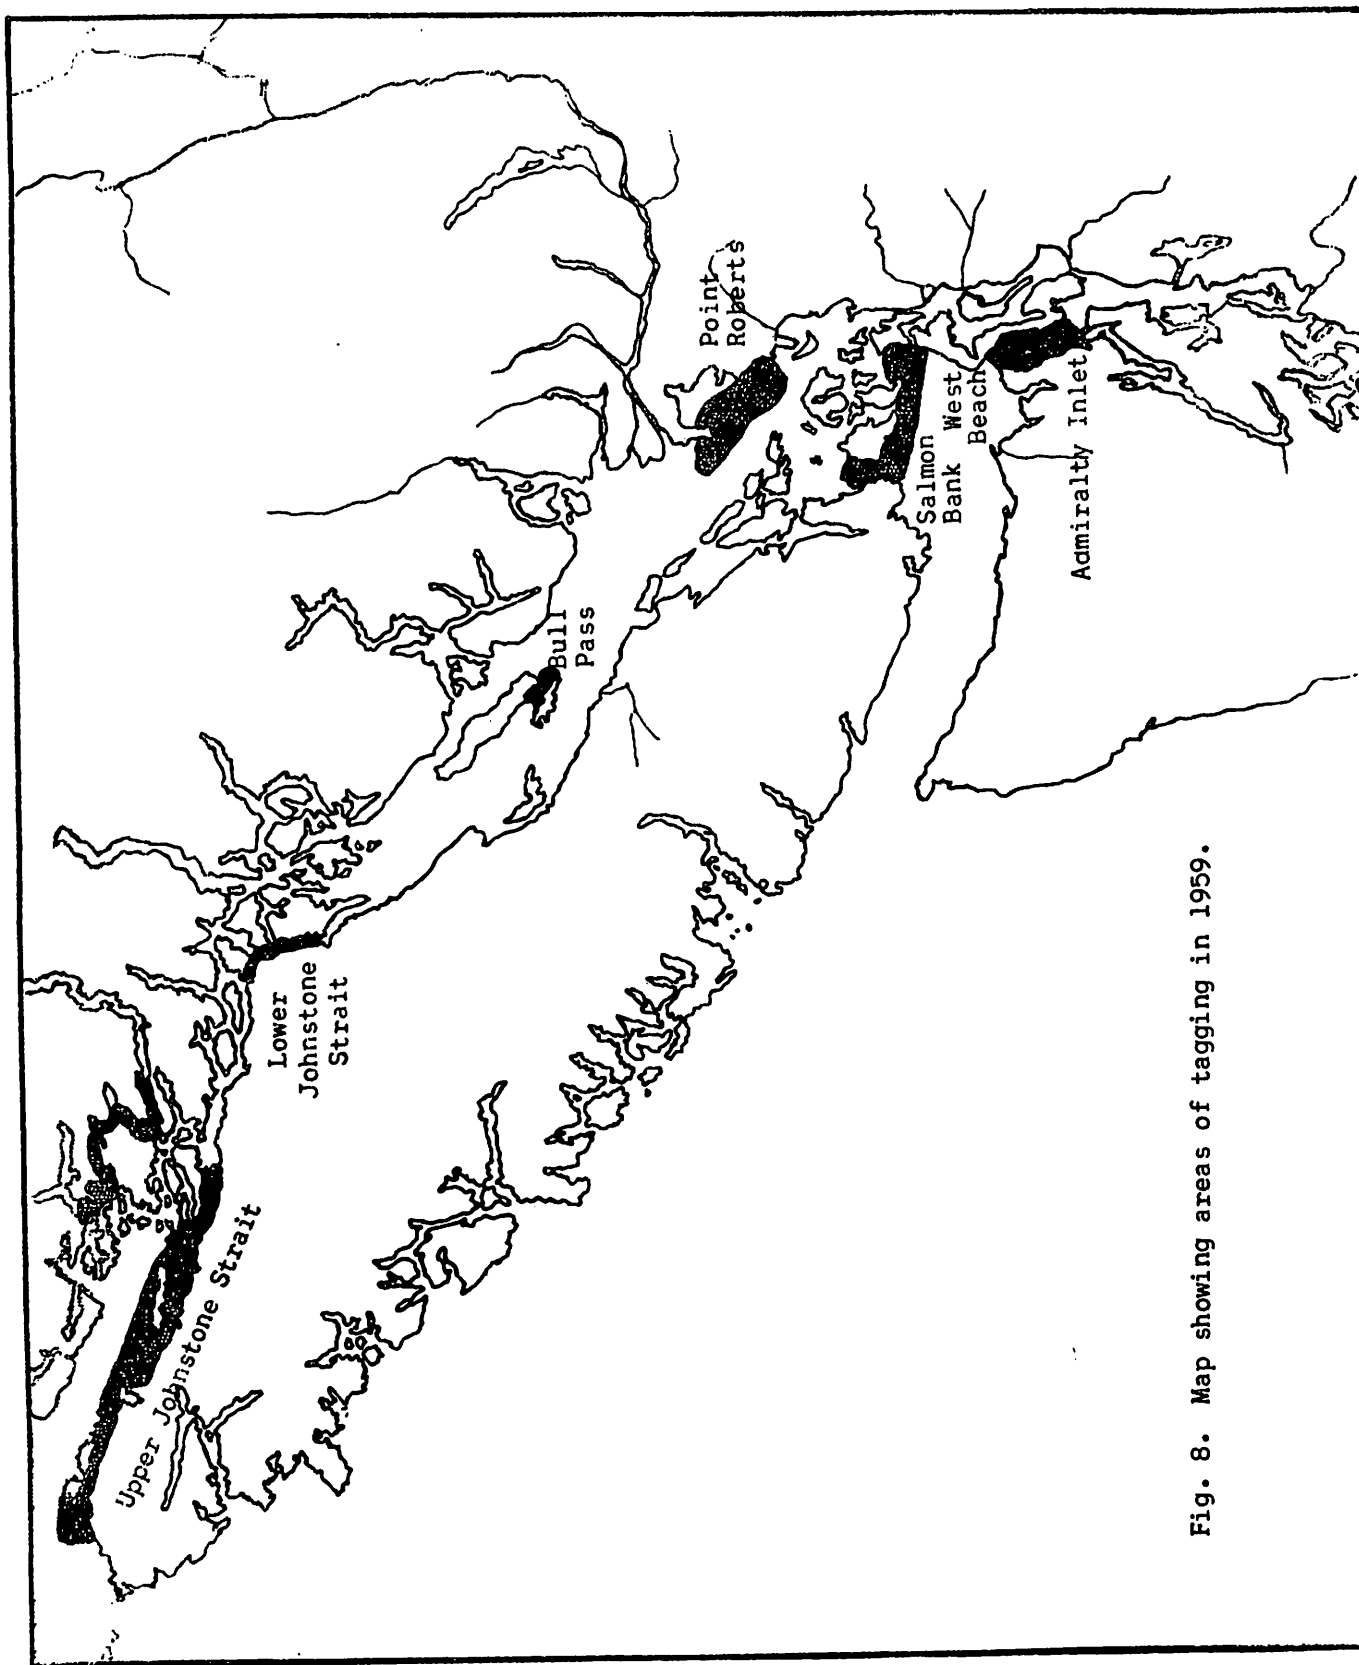 Upper Johnstone Strait
Lower
Johnstone
Strait
Bull
Pass
Point
Roberts
Salmon
Bank
West
Beach
Admiralty Inlet
Fig. 8. Map showing areas of tagging in 1959.